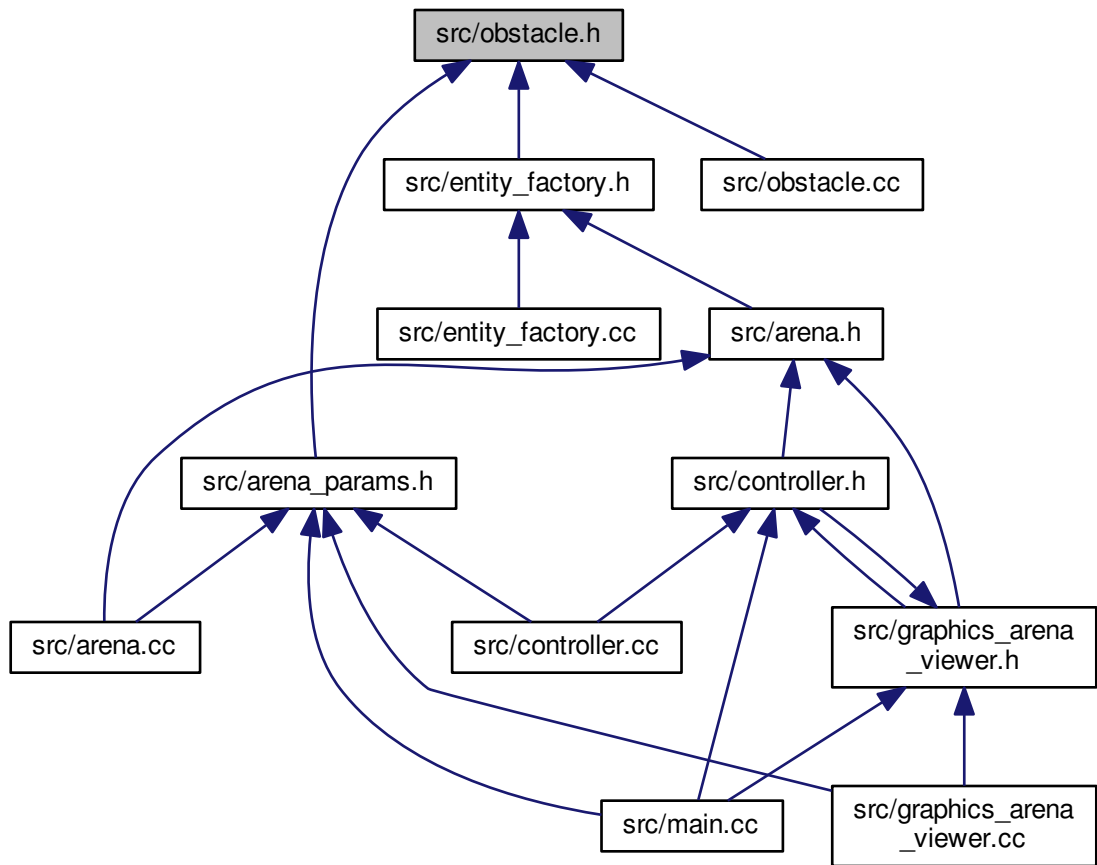 src/obstacle.h
src/entity_factory.h
src/obstacle.cc
src/entity_factory.cc
src/arena.h
src/arena_params.h
src/controller.h
src/arena.cc
src/controller.cc
src/graphics_arena
_viewer.h
src/main.cc
src/graphics_arena
_viewer.cc